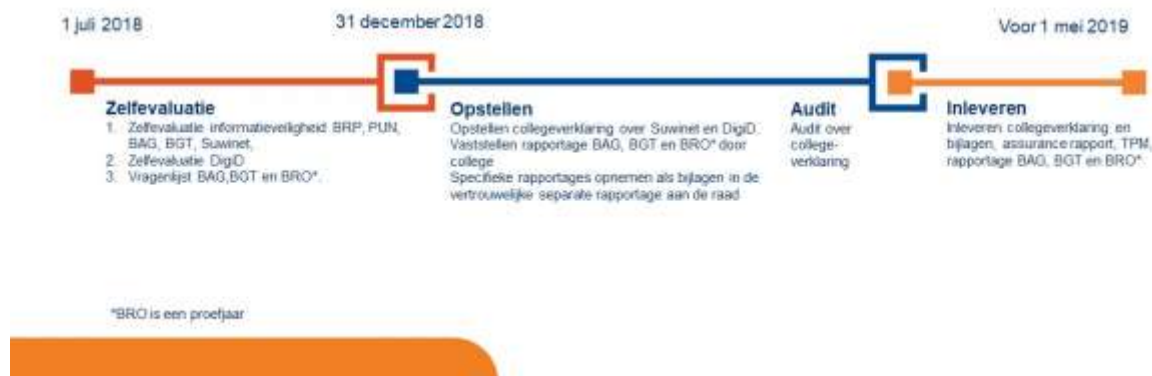 1 juli 2018
31 december 2018
Voor 1 mei 2019
Zelfevaluatie
1. Zelfevaluatie informatieveiligheid BRP, PUN,
BAG, BGT, Suwinet,
2. Zelfevaluatie DigiD
3. Vragenlijst BAG,BGT en BRO*.
Opstellen
Opstellen collegeverklaring over Suwinet en DigiD.
Vaststellen rapportage BAG, BGT en BRO* door
college
Specifieke rapportages opnemen als bijlagen in de
vertrouwelijke separate rapportage aan de raad
Audit
Audit over
college-
verklaring
Inleveren
Inleveren collegeverklaring en
bijlagen, assurance rapport, TPM,
rapportage BAG, BGT en BRO*
*BRO is een proefjaar